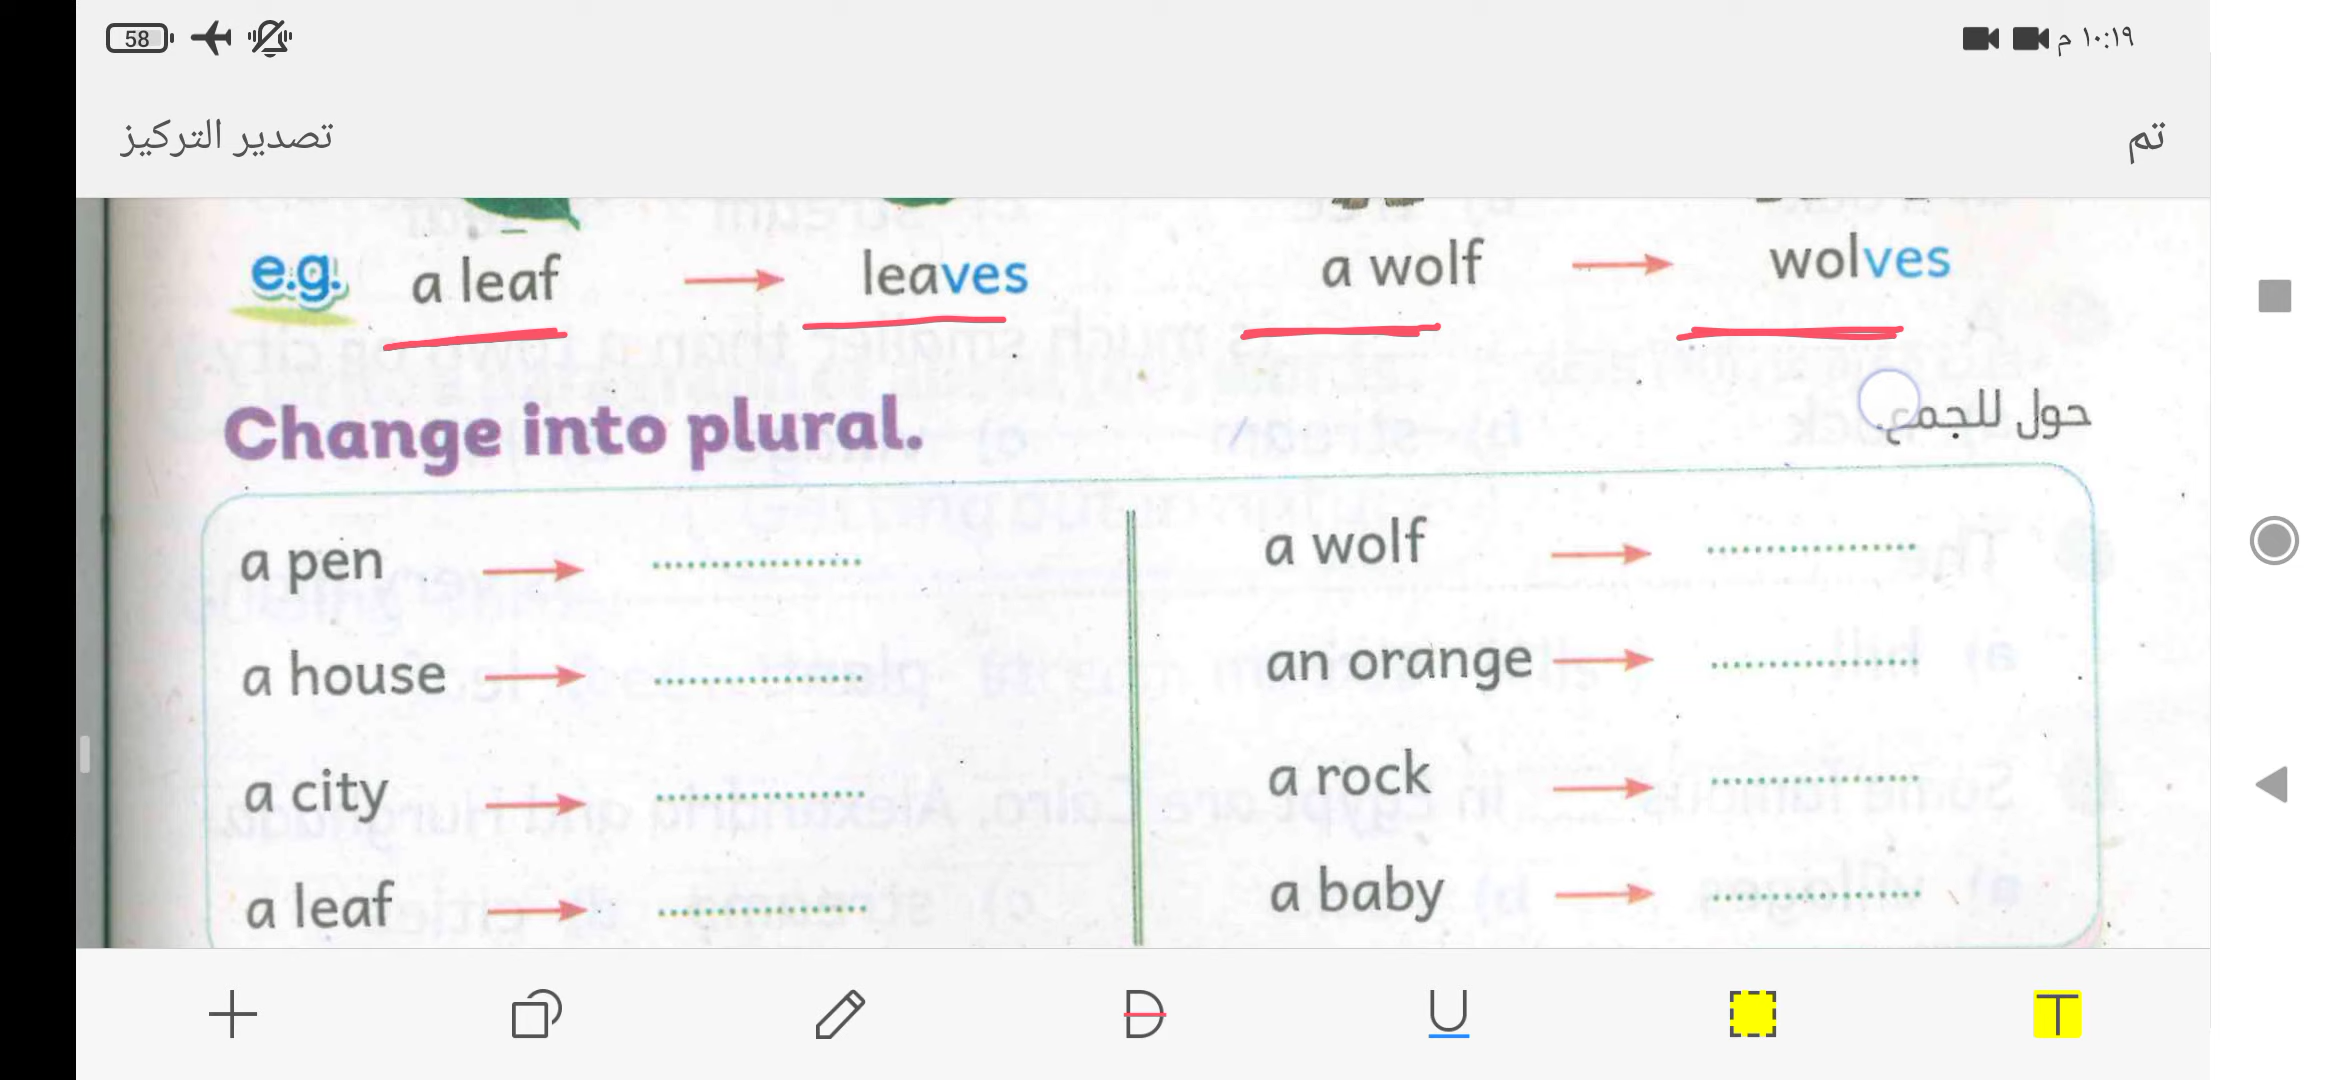 58 م ١٠:١٩
تصدير التركيز تم
e.g. a leaf → leaves a wolf → wolves
Change into plural. حول للجمع.
a pen → .................... a wolf → ....................
a house → .................... an orange → ....................
a city → .................... a rock → ....................
a leaf → .................... a baby → ....................